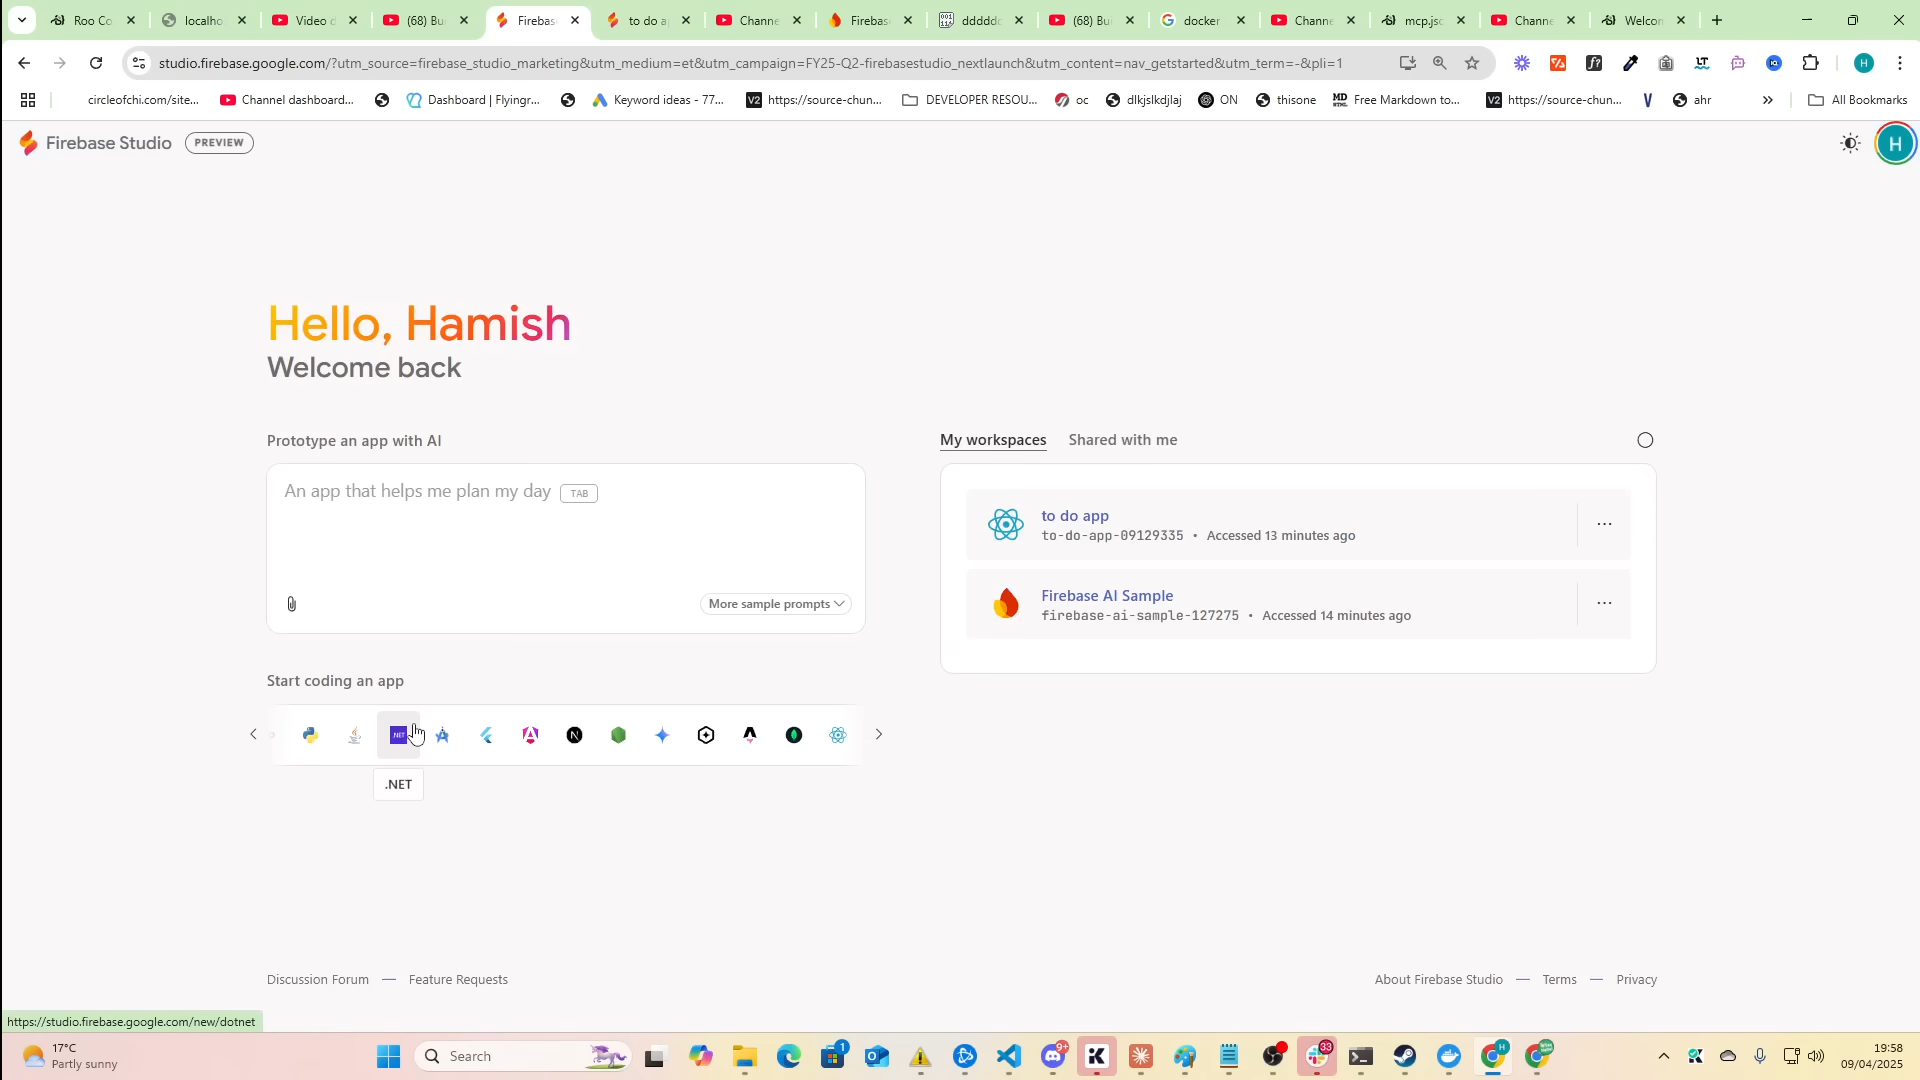 Roo Co
localho
Video d
(68) Bu
Firebas
to do a
Channe
Firebas
ddddd
(68) Bu
docker
Channe
mcp.jsc
Channe
Welcom
studio.firebase.google.com/?utm_source=firebase_studio_marketing&utm_medium=et&utm_campaign=FY25-Q2-firebasestudio_nextlaunch&utm_content=nav_getstarted&utm_term=-&pli=1
circleofchi.com/site...
Channel dashboard...
Dashboard | Flyingr...
Keyword ideas - 77...
https://source-chun...
DEVELOPER RESOU...
oc
dlkjslkdjlaj
ON
thisone
Free Markdown to...
https://source-chun...
ahr
All Bookmarks
Firebase Studio
PREVIEW
H
Hello, Hamish
Welcome back
Prototype an app with AI
My workspaces
Shared with me
An app that helps me plan my day
TAB
to do app
to-do-app-09129335 • Accessed 13 minutes ago
More sample prompts
Firebase AI Sample
firebase-ai-sample-127275 • Accessed 14 minutes ago
Start coding an app
.NET
Discussion Forum — Feature Requests
About Firebase Studio — Terms — Privacy
https://studio.firebase.google.com/new/dotnet
17°C
Partly sunny
Search
19:58
09/04/2025